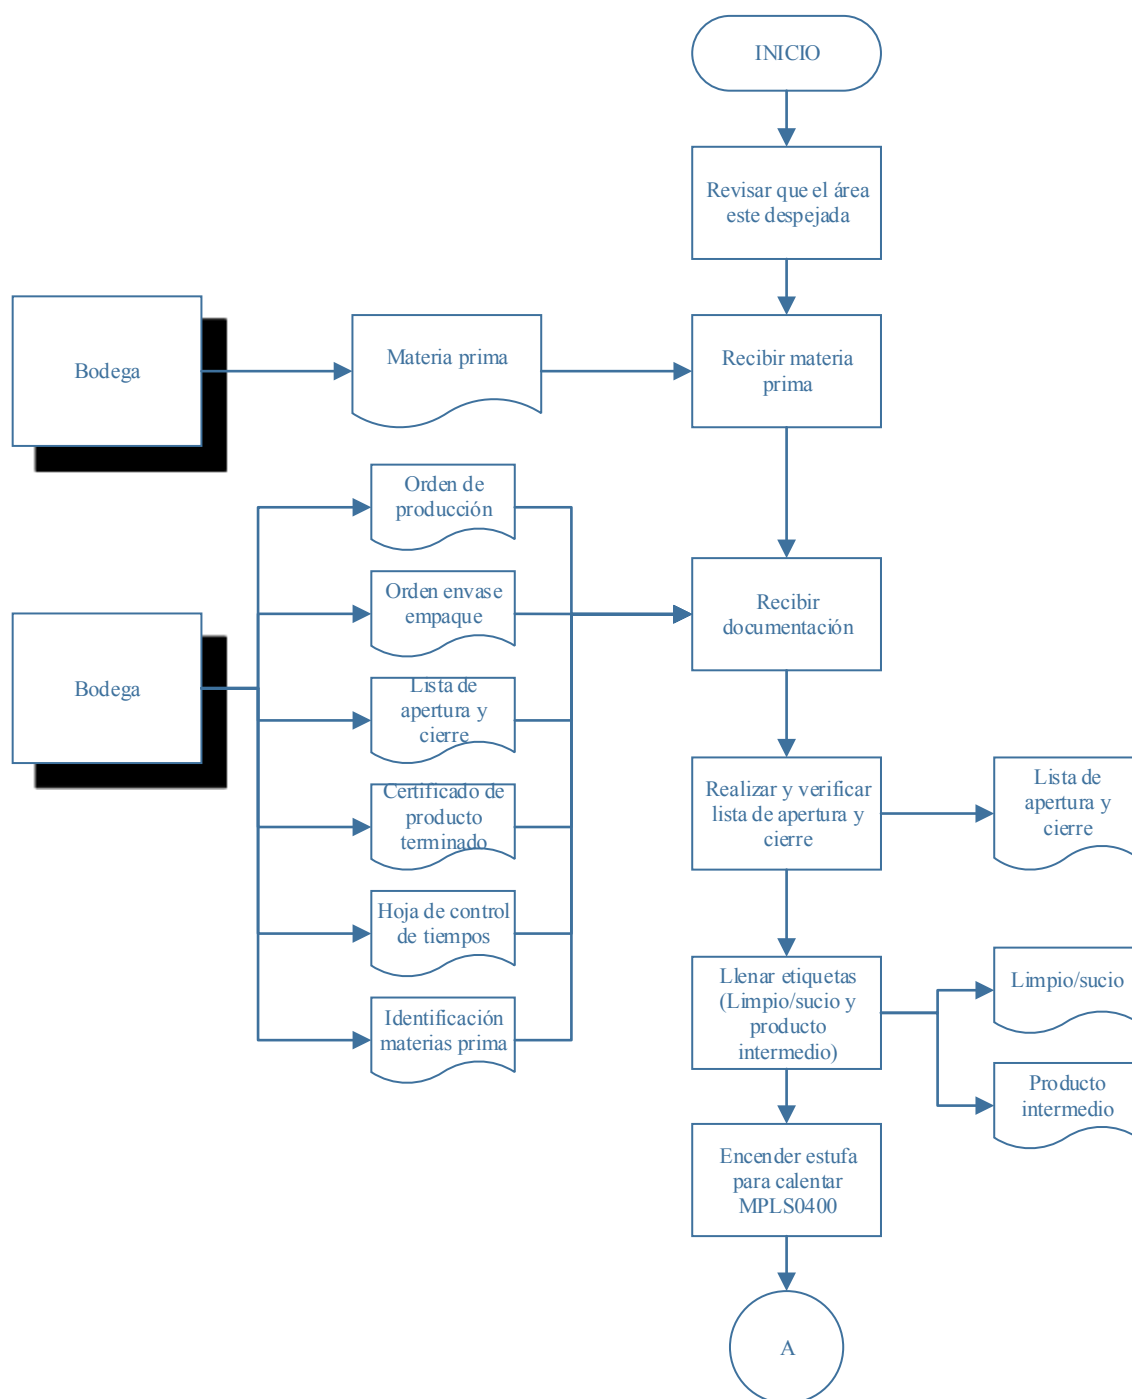 INICIO
Revisar que el área
este despejada
Bodega
Materia prima
Recibir materia
prima
Orden de
producción
Orden envase
empaque
Recibir
documentación
Bodega
Lista de
apertura y
cierre
Certificado de
producto
terminado
Realizar y verificar
lista de apertura y
cierre
Lista de
apertura y
cierre
Hoja de control
de tiempos
Llenar etiquetas
(Limpio/sucio y
producto
intermedio)
Limpio/sucio
Identificación
materias prima
Producto
intermedio
Encender estufa
para calentar
MPLS0400
A